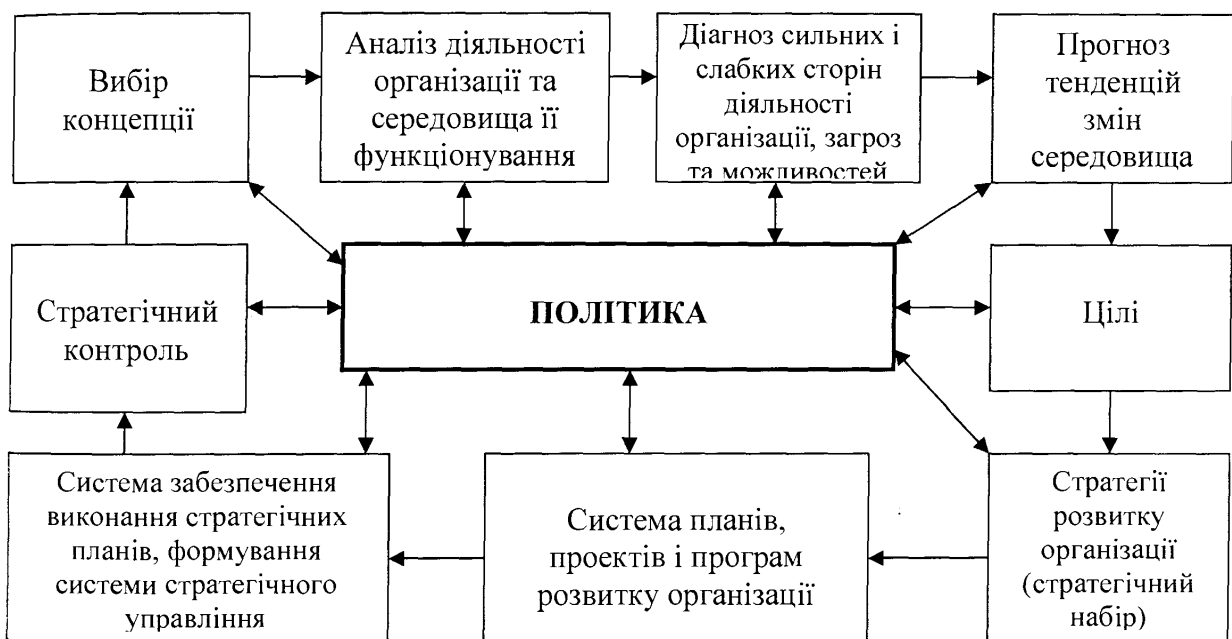 Вибір
концепції
Аналіз діяльності
організації та
середовища її
функціонування
Діагноз сильних і
слабких сторін
діяльності
організації, загроз
та можливостей
Прогноз
тенденцій
змін
середовища
Стратегічний
контроль
ПОЛІТИКА
Цілі
Система забезпечення
виконання стратегічних
планів, формування
системи стратегічного
управління
Система планів,
проектів і програм
розвитку організації
Стратегії
розвитку
організації
(стратегічний
набір)